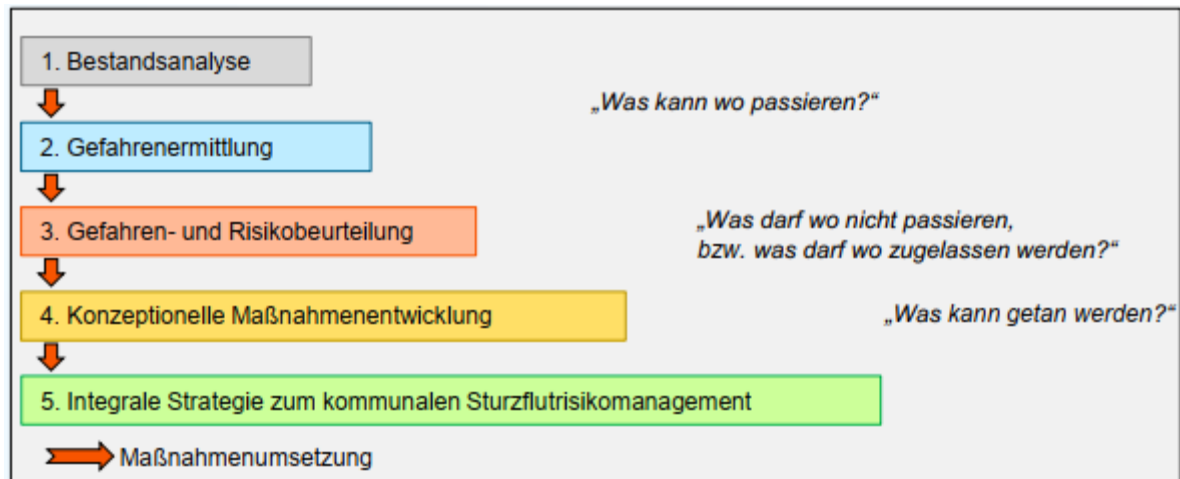 1. Bestandsanalyse
„Was kann wo passieren?“
2. Gefahrenermittlung
3. Gefahren- und Risikobeurteilung
„Was darf wo nicht passieren,
bzw. was darf wo zugelassen werden?“
4. Konzeptionelle Maßnahmenentwicklung
„Was kann getan werden?“
5. Integrale Strategie zum kommunalen Sturzflutrisikomanagement
Maßnahmenumsetzung